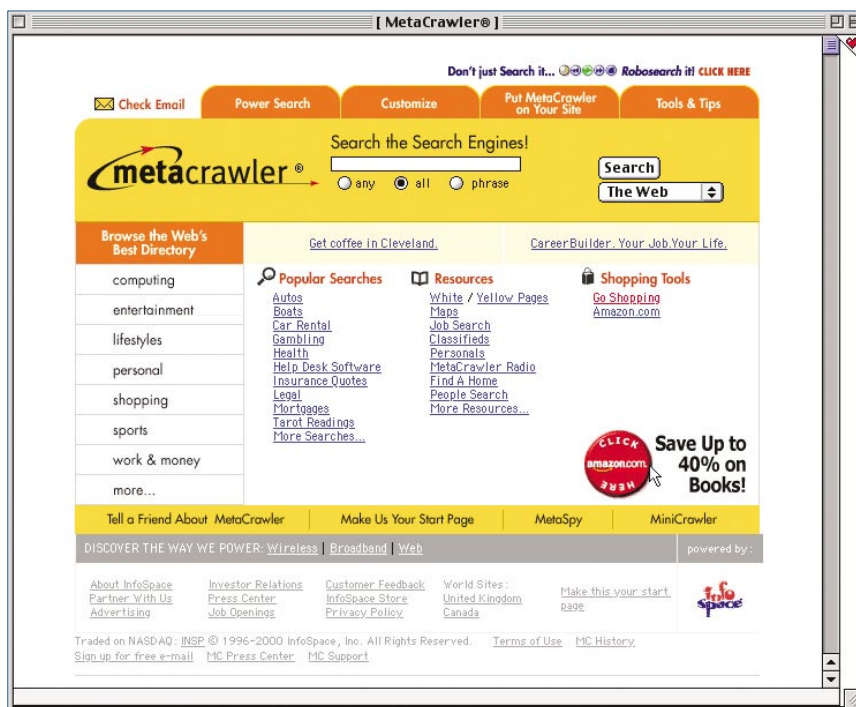 [ MetaCrawler® ]
Don't just Search it... Robosearch it! CLICK HERE
Check Email
Power Search
Customize
Put MetaCrawler
on Your Site
Tools & Tips
metacrawler ®
Search the Search Engines!
any all phrase
Search
The Web
Browse the Web's
Best Directory
Get coffee in Cleveland.
CareerBuilder. Your Job.Your Life.
computing
entertainment
lifestyles
personal
shopping
sports
work & money
more...
Popular Searches
Autos
Boats
Car Rental
Gambling
Health
Help Desk Software
Insurance Quotes
Legal
Mortgages
Tarot Readings
More Searches...
Resources
White / Yellow Pages
Maps
Job Search
Classifieds
Personals
MetaCrawler Radio
Find A Home
People Search
More Resources...
Shopping Tools
Go Shopping
Amazon.com
CLICK
amazon.com
HERE
Save Up to
40% on
Books!
Tell a Friend About MetaCrawler
Make Us Your Start Page
MetaSpy
MiniCrawler
DISCOVER THE WAY WE POWER: Wireless | Broadband | Web
powered by:
About InfoSpace
Partner With Us
Advertising
Investor Relations
Press Center
Job Openings
Customer Feedback
InfoSpace Store
Privacy Policy
World Sites:
United Kingdom
Canada
Make this your start
page
info
space
Traded on NASDAQ: INSP © 1996-2000 InfoSpace, Inc. All Rights Reserved. Terms of Use MC History
Sign up for free e-mail MC Press Center MC Support